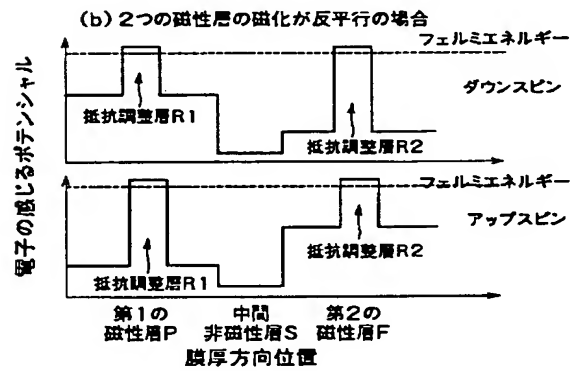 (b) 2つの磁性層の磁化が反平行の場合
フェルミエネルギー
ダウンスピン
抵抗調整層R1
抵抗調整層R2
電子の感じるポテンシャル
フェルミエネルギー
アップスピン
抵抗調整層R1
抵抗調整層R2
第1の
磁性層P
中間
非磁性層S
第2の
磁性層F
膜厚方向位置